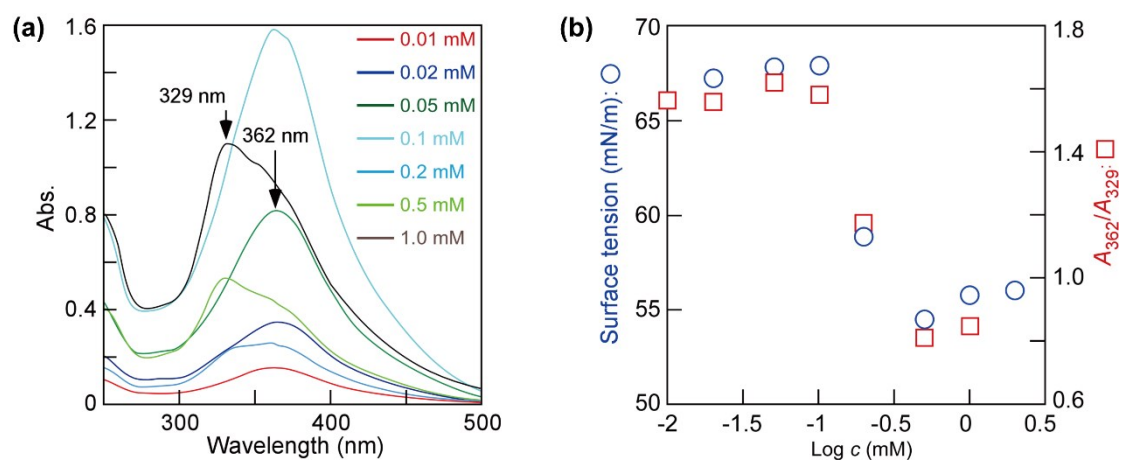 (a)
1.6
1.2
0.8
0.4
0
Abs.
329 nm
362 nm
0.01 mM
0.02 mM
0.05 mM
0.1 mM
0.2 mM
0.5 mM
1.0 mM
300
400
500
Wavelength (nm)
(b)
70
65
60
55
50
Surface tension (mN/m):
1.8
1.4
1.0
0.6
A362/A329:
-2
-1.5
-1
-0.5
0
0.5
Log c (mM)